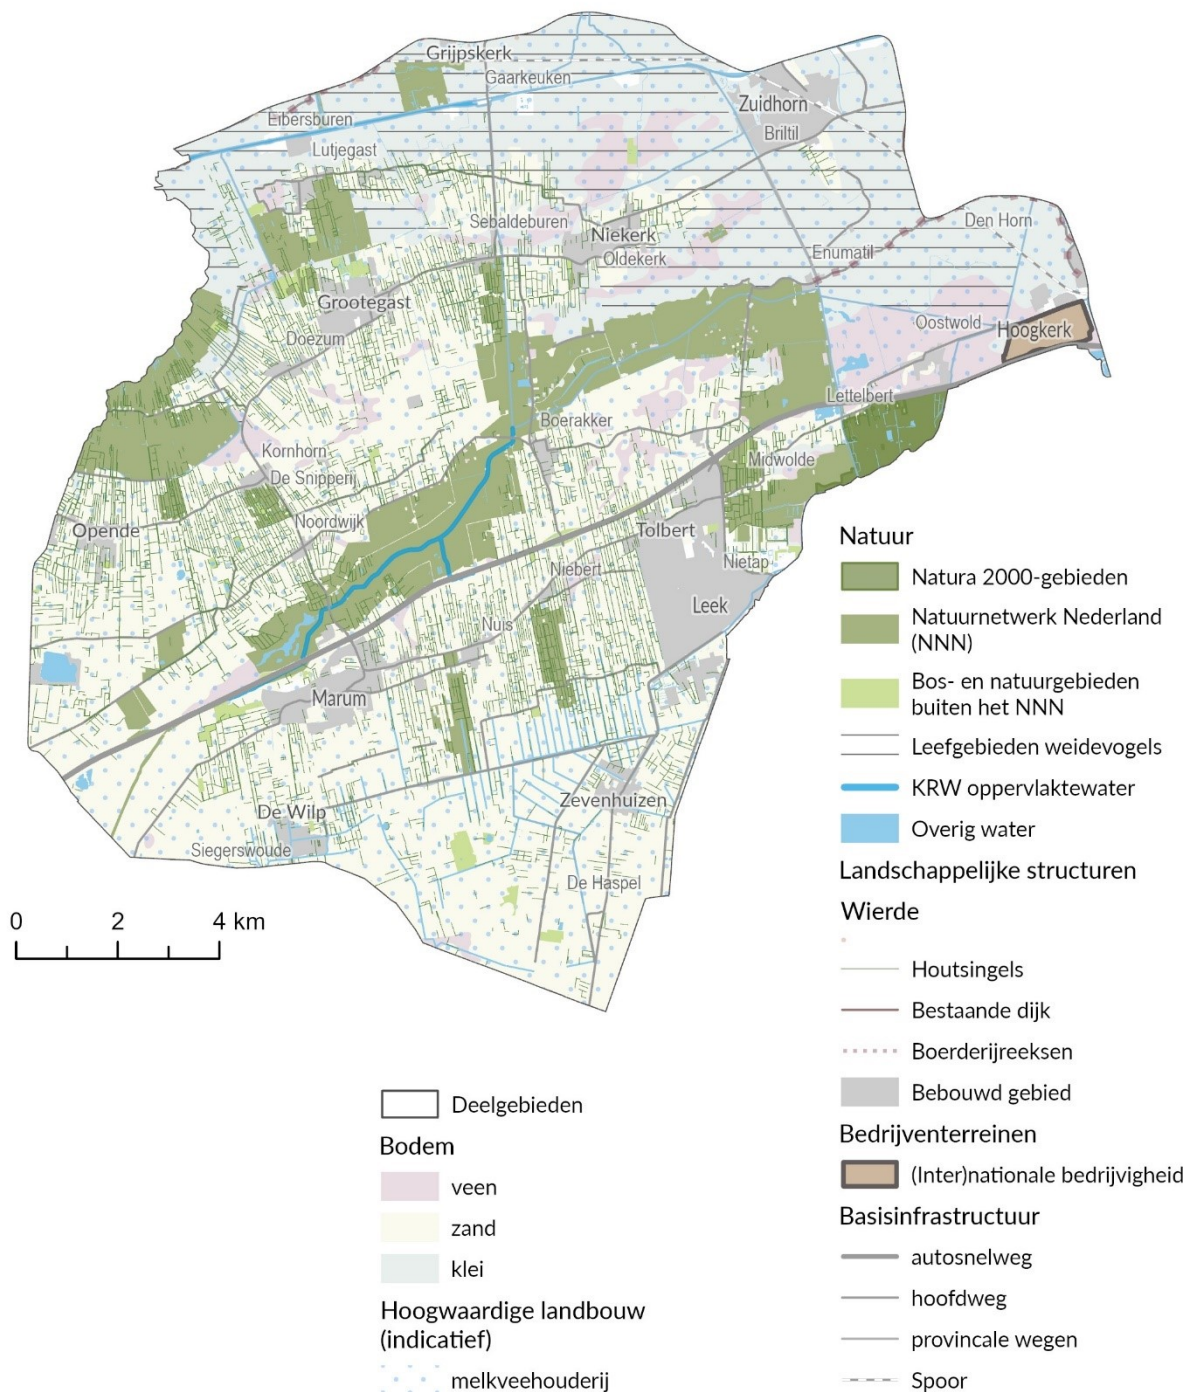 Grijpskerk
Gaarkeuken
Zuidhorn
Eibersburen
Briltil
Lutjegast
Sebaldeburen
Niekerk
Den Horn
Oldekerk
Enumatil
Grootegast
Oostwold
Hoogkerk
Doezum
Lettelbert
Boerakker
Kornhorn
Midwolde
De Snipperij
Noordwijk
Opende
Tolbert
Niebert
Nietap
Leek
Nuis
Marum
Zevenhuizen
De Wilp
Siegerswoude
De Haspel
0 2 4 km
Deelgebieden
Bodem
veen
zand
klei
Hoogwaardige landbouw
(indicatief)
melkveehouderij
Natuur
Natura 2000-gebieden
Natuurnetwerk Nederland
(NNN)
Bos- en natuurgebieden
buiten het NNN
Leefgebieden weidevogels
KRW oppervlaktewater
Overig water
Landschappelijke structuren
Wierde
Houtsingels
Bestaande dijk
Boerderijreeksen
Bebouwd gebied
Bedrijventerreinen
(Inter)nationale bedrijvigheid
Basisinfrastructuur
autosnelweg
hoofdweg
provincale wegen
Spoor